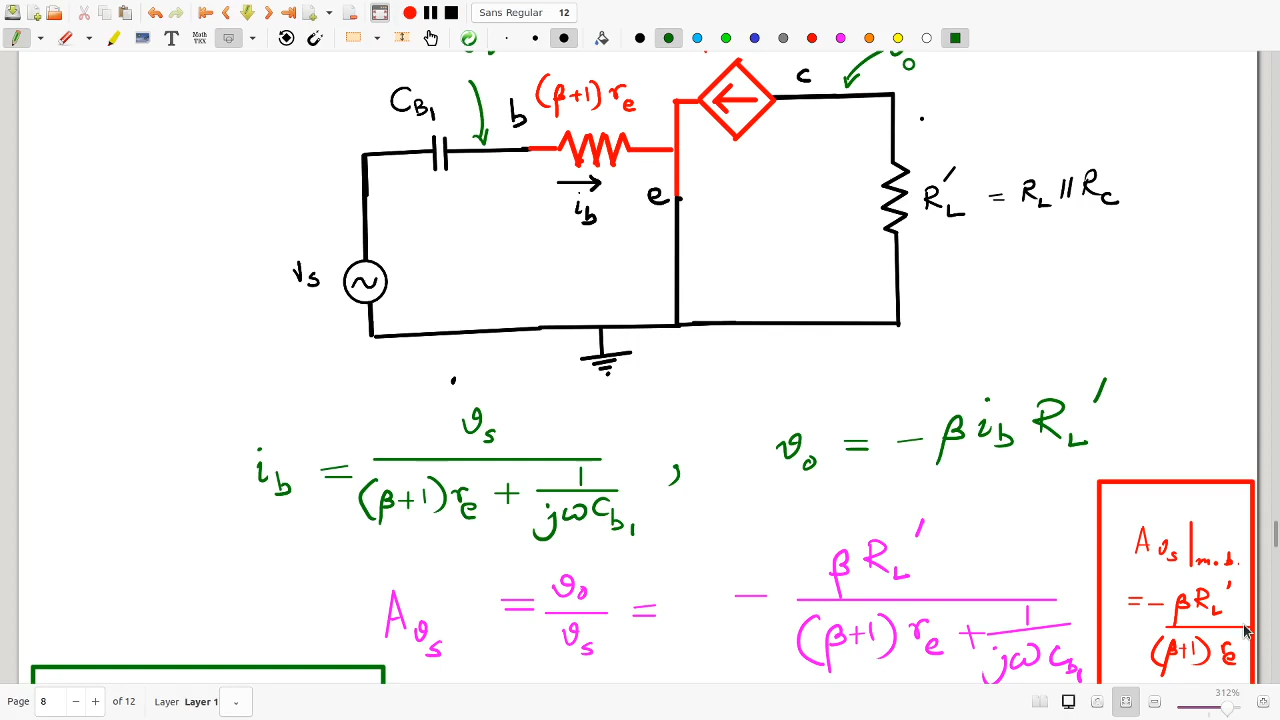 Sans Regular 12
Math TEX
C_B1 b (β+1) r_e c v_o
i_b e R_L' = R_L || R_C
v_s
i_b = v_s / ((β+1) r_e + 1/(jωC_b1)) , v_o = - β i_b R_L'
A_vs = v_o / v_s = - β R_L' / ((β+1) r_e + 1/(jωC_b1))
A_vs |m.b.
= - β R_L' / ((β+1) r_e)
Page 8 of 12 Layer Layer 1 312%